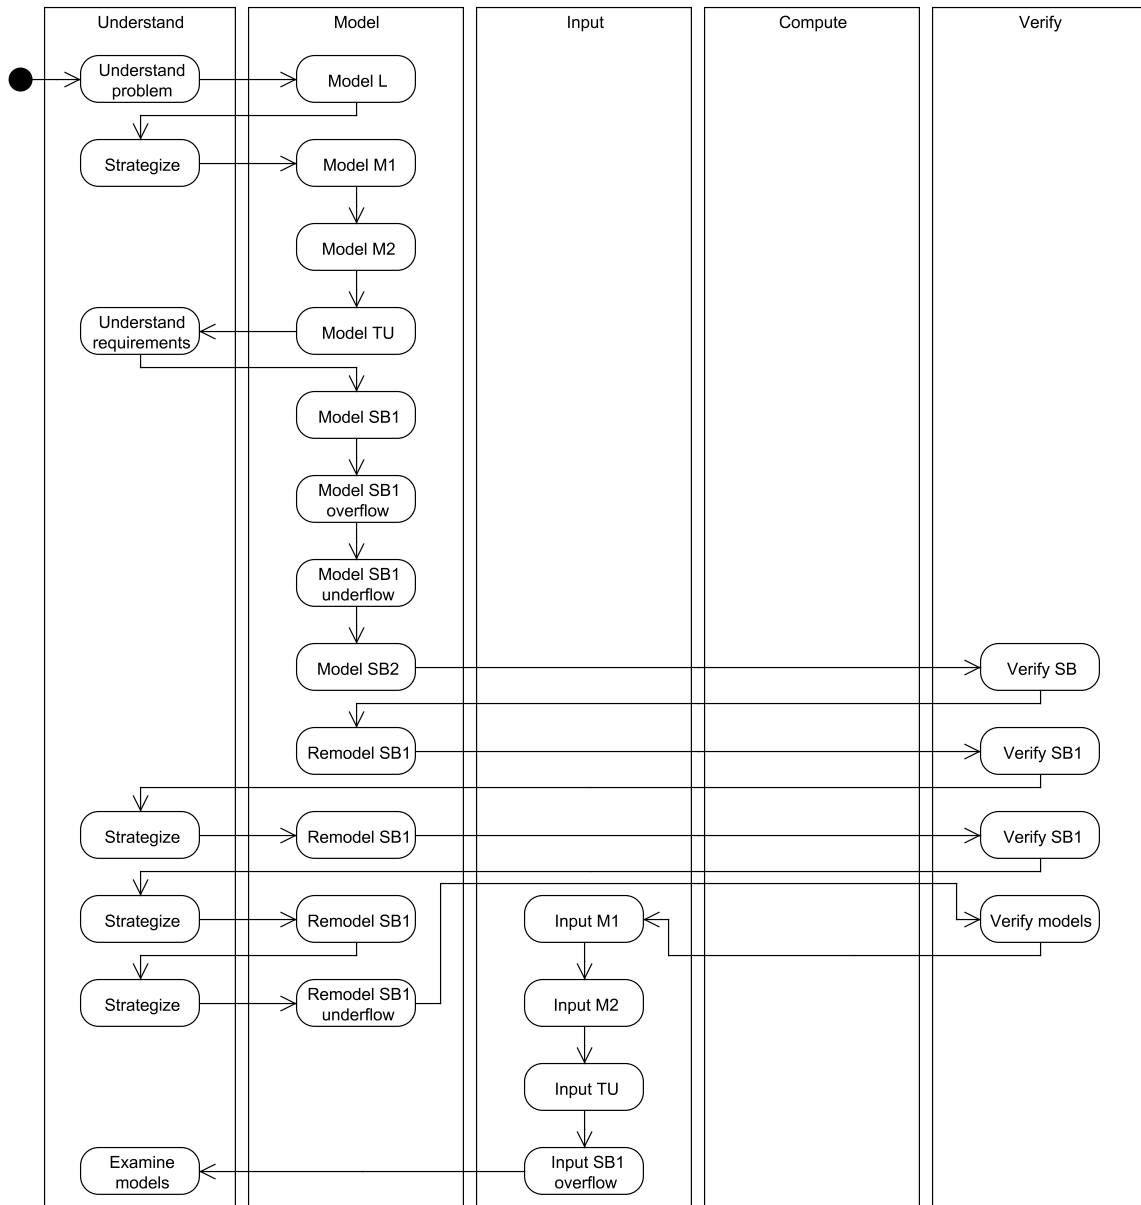 Understand
Model
Input
Compute
Verify
Understand
problem
Model L
Strategize
Model M1
Model M2
Understand
requirements
Model TU
Model SB1
Model SB1
overflow
Model SB1
underflow
Model SB2
Verify SB
Remodel SB1
Verify SB1
Strategize
Remodel SB1
Verify SB1
Strategize
Remodel SB1
Input M1
Verify models
Strategize
Remodel SB1
underflow
Input M2
Input TU
Examine
models
Input SB1
overflow